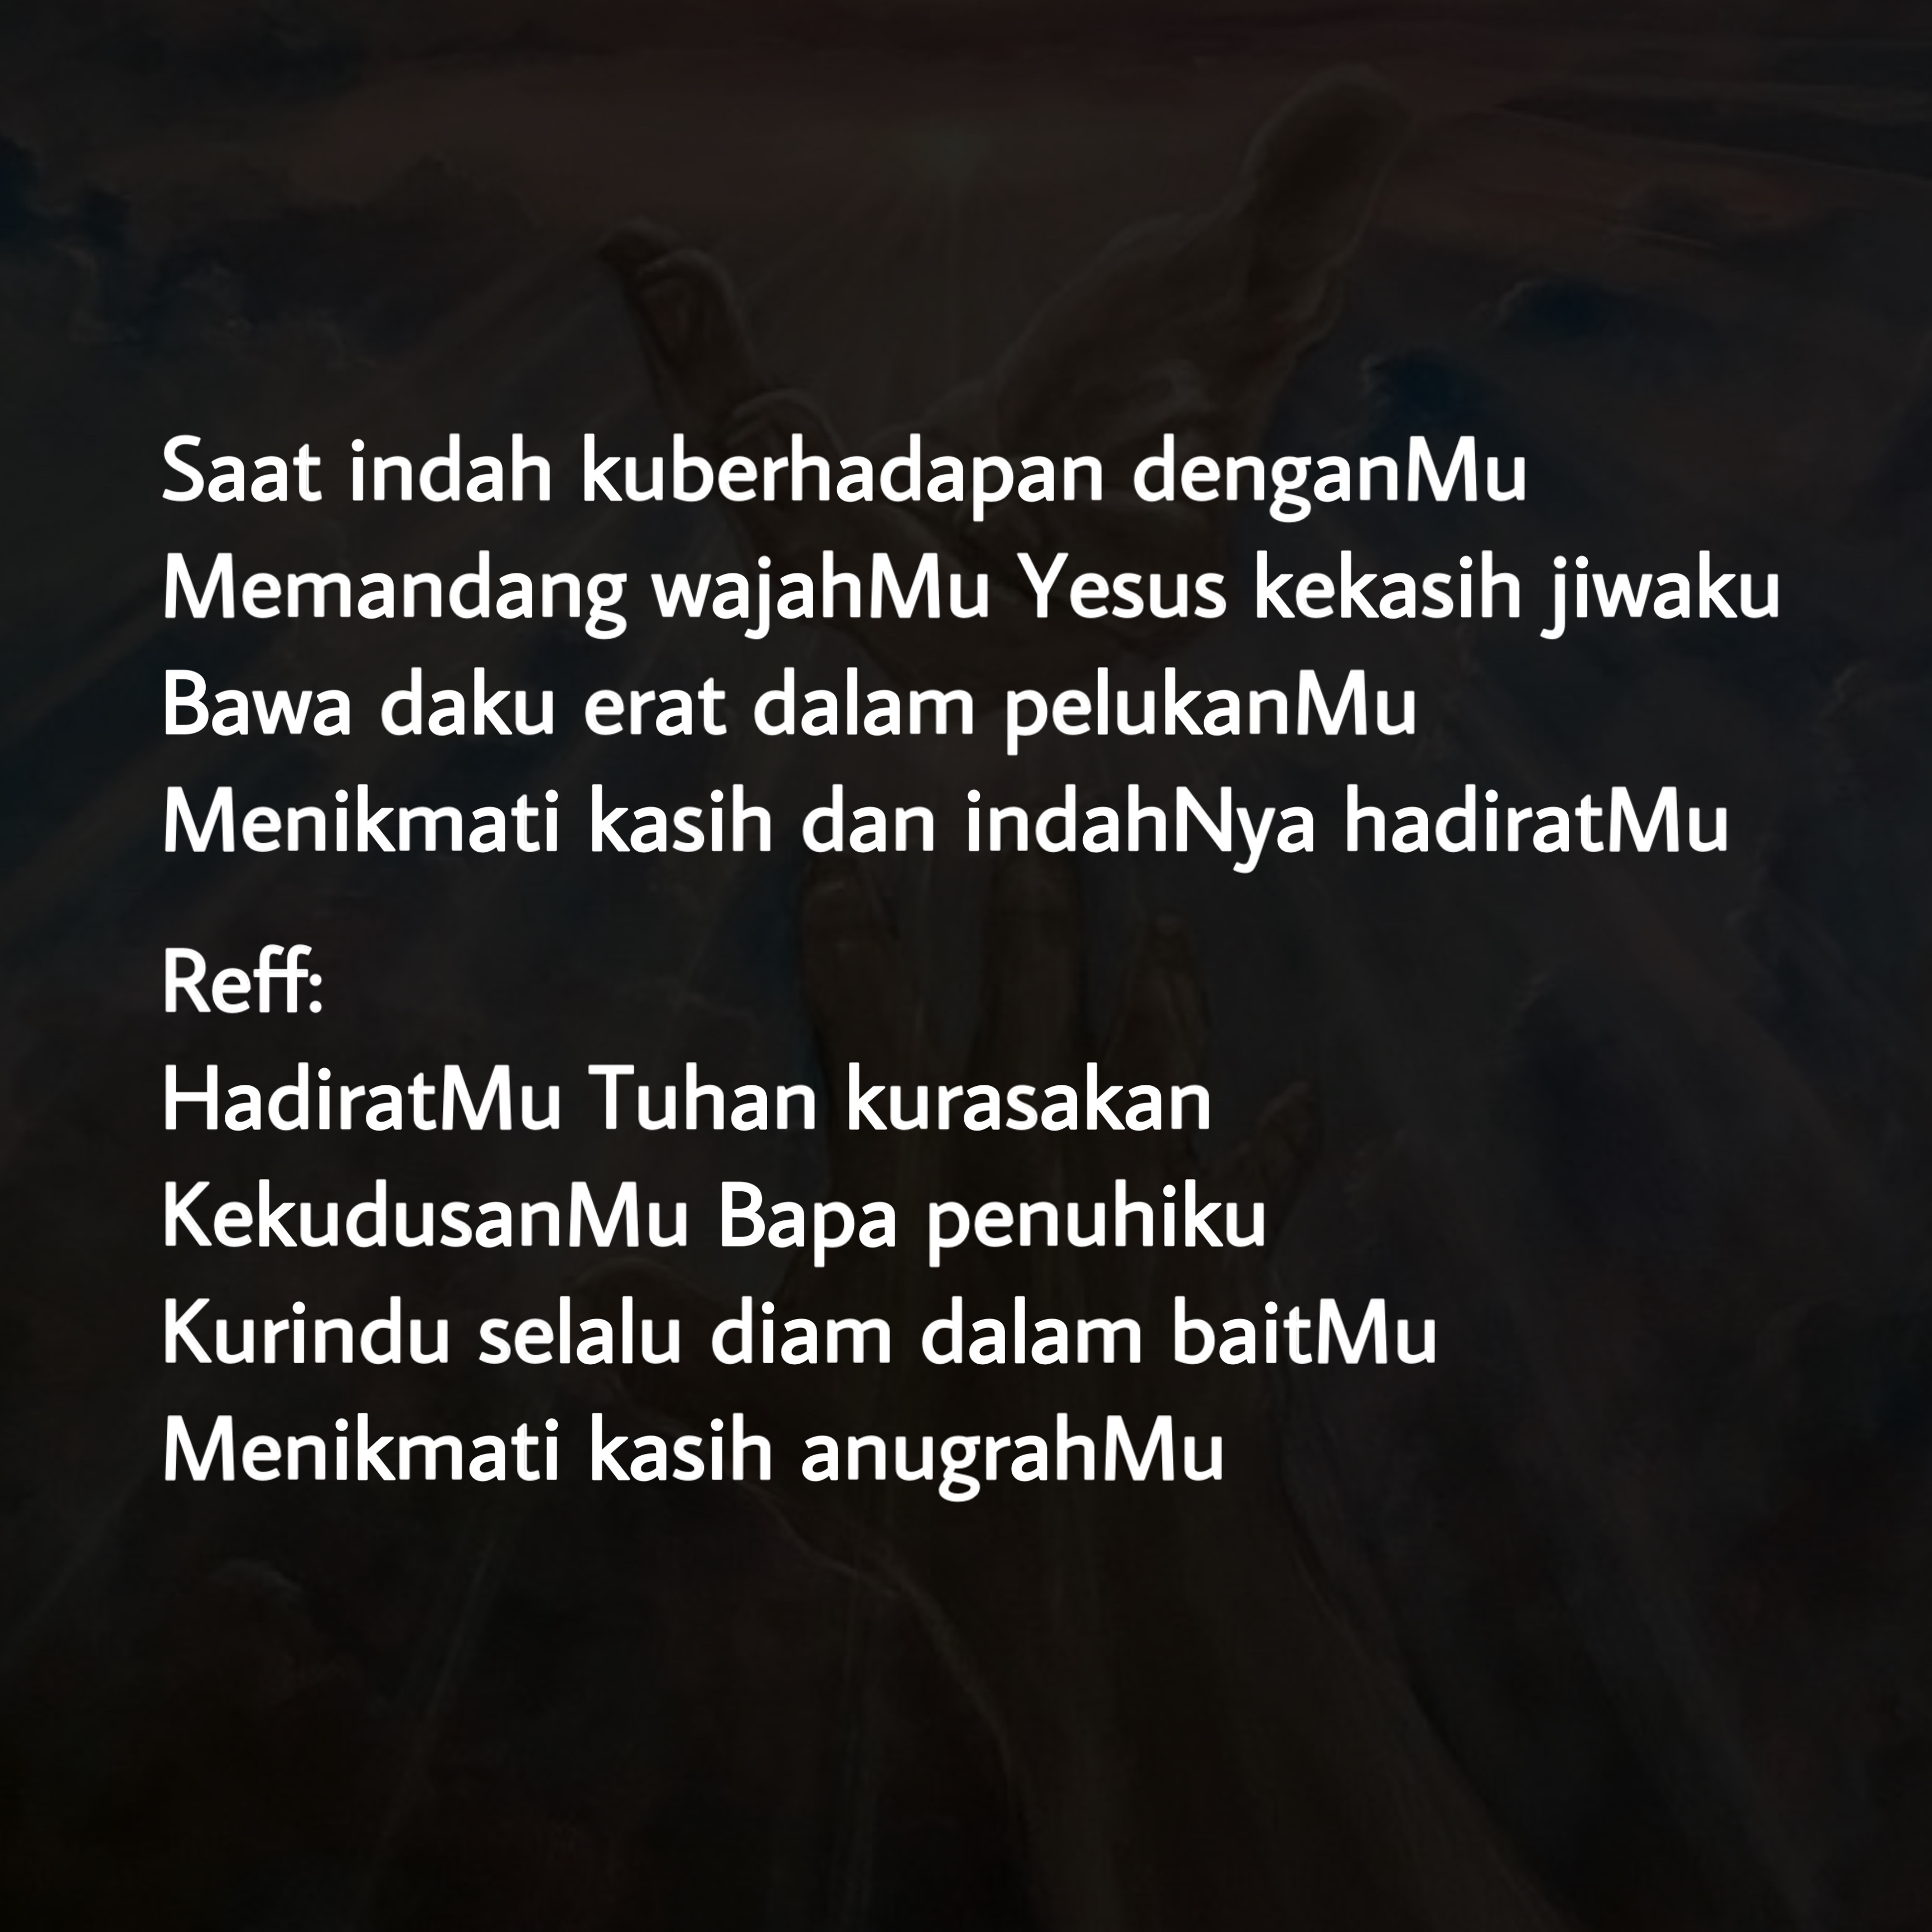 Saat indah kuberhadapan denganMu
Memandang wajahMu Yesus kekasih jiwaku
Bawa daku erat dalam pelukanMu
Menikmati kasih dan indahNya hadiratMu
Reff:
HadiratMu Tuhan kurasakan
KekudusanMu Bapa penuhiku
Kurindu selalu diam dalam baitMu
Menikmati kasih anugrahMu